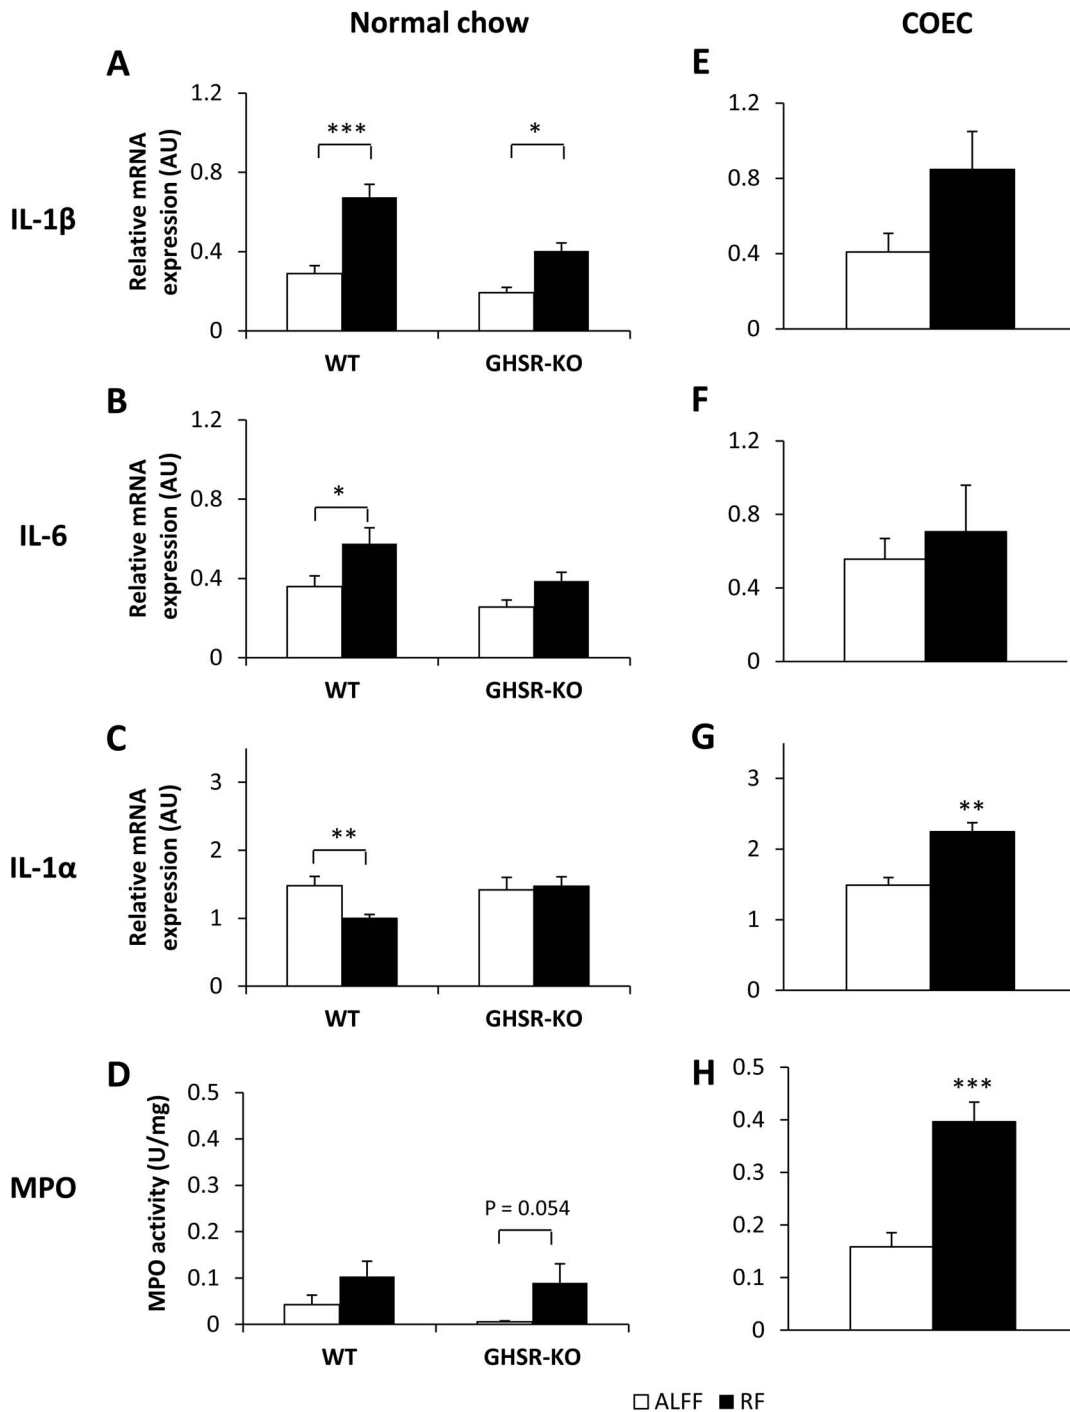 Normal chow
COEC
A
Relative mRNA
expression (AU)
1.2
0.8
0.4
0
***
*
WT
GHSR-KO
E
1.2
0.8
0.4
0
IL-1β
B
Relative mRNA
expression (AU)
1.2
0.8
0.4
0
*
WT
GHSR-KO
F
1.2
0.8
0.4
0
IL-6
C
Relative mRNA
expression (AU)
3
2
1
0
**
WT
GHSR-KO
G
3
2
1
0
**
IL-1α
D
MPO activity (U/mg)
0.5
0.4
0.3
0.2
0.1
0
P = 0.054
WT
GHSR-KO
H
0.5
0.4
0.3
0.2
0.1
0
***
MPO
ALFF
RF